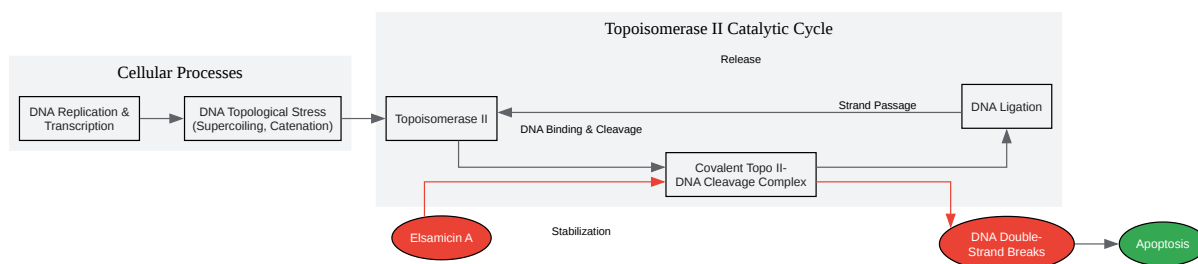 Topoisomerase II Catalytic Cycle
Release
Cellular Processes
DNA Replication &
Transcription
DNA Topological Stress
(Supercoiling, Catenation)
Topoisomerase II
Strand Passage
DNA Ligation
DNA Binding & Cleavage
Covalent Topo II-
DNA Cleavage Complex
Elsamicin A
Stabilization
DNA Double-
Strand Breaks
Apoptosis